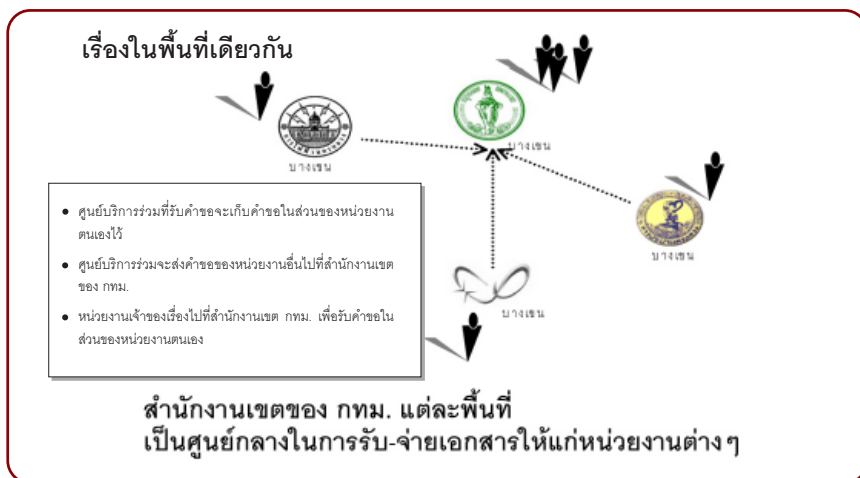 เรื่องในพื้นที่เดียวกัน
บางเขน
บางเขน
บางเขน
บางเขน
● ศูนย์บริการร่วมที่รับคำขอจะเก็บคำขอในส่วนของหน่วยงาน
ตนเองไว้
● ศูนย์บริการร่วมจะส่งคำขอของหน่วยงานอื่นไปที่สำนักงานเขต
ของ กทม.
● หน่วยงานเจ้าของเรื่องไปที่สำนักงานเขต กทม. เพื่อรับคำขอใน
ส่วนของหน่วยงานตนเอง
สำนักงานเขตของ กทม. แต่ละพื้นที่
เป็นศูนย์กลางในการรับ-จ่ายเอกสารให้แก่หน่วยงานต่างๆ